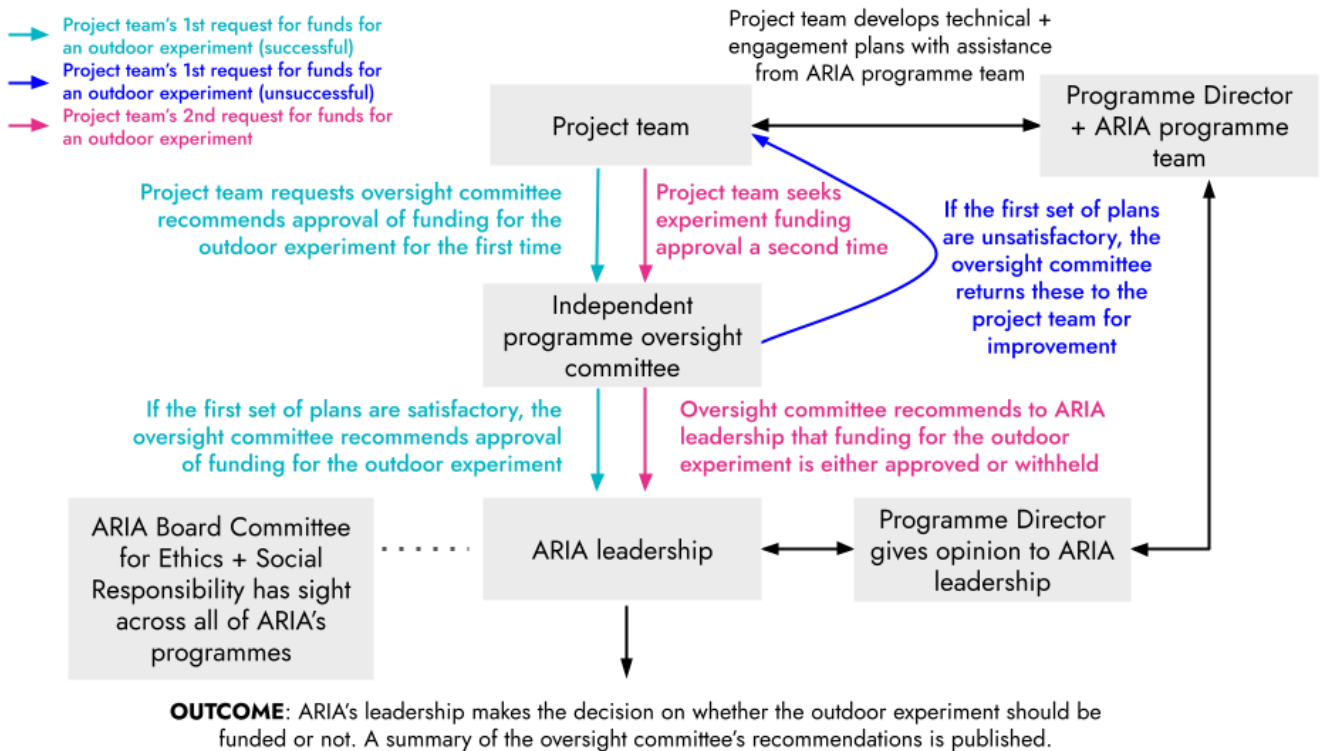 Project team's 1st request for funds for
an outdoor experiment (successful)
Project team's 1st request for funds for
an outdoor experiment (unsuccessful)
Project team's 2nd request for funds for
an outdoor experiment
Project team develops technical +
engagement plans with assistance
from ARIA programme team
Project team
Programme Director
+ ARIA programme
team
Project team requests oversight committee
recommends approval of funding for the
outdoor experiment for the first time
Project team seeks
experiment funding
approval a second time
If the first set of plans
are unsatisfactory, the
oversight committee
returns these to the
project team for
improvement
Independent
programme oversight
committee
If the first set of plans are satisfactory, the
oversight committee recommends approval
of funding for the outdoor experiment
Oversight committee recommends to ARIA
leadership that funding for the outdoor
experiment is either approved or withheld
ARIA Board Committee
for Ethics + Social
Responsibility has sight
across all of ARIA's
programmes
ARIA leadership
Programme Director
gives opinion to ARIA
leadership
OUTCOME: ARIA's leadership makes the decision on whether the outdoor experiment should be
funded or not. A summary of the oversight committee's recommendations is published.